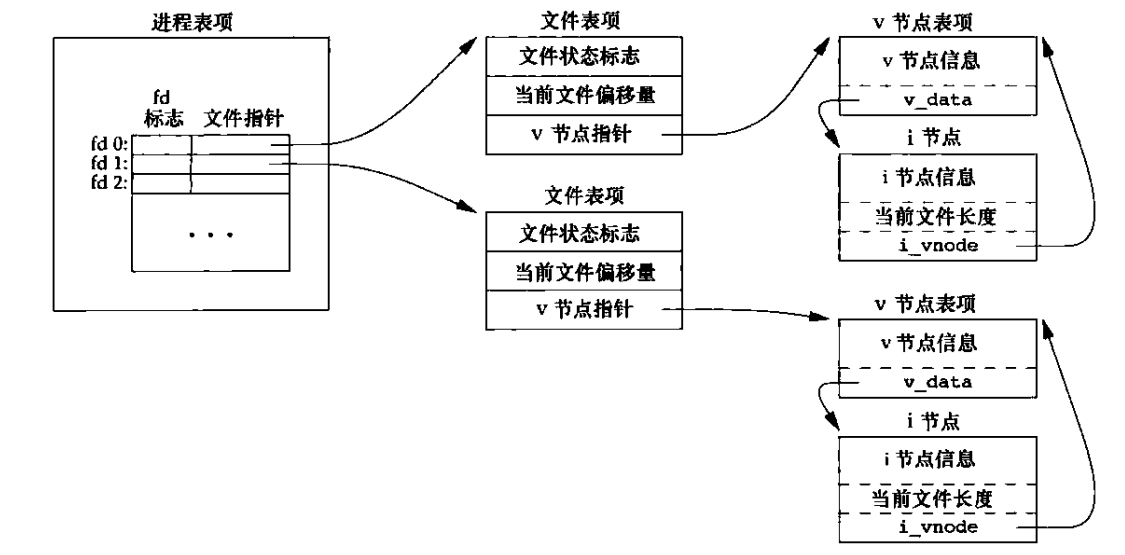 进程表项
fd
标志 文件指针
fd 0:
fd 1:
fd 2:
• • •
文件表项
文件状态标志
当前文件偏移量
v 节点指针
文件表项
文件状态标志
当前文件偏移量
v 节点指针
v 节点表项
v 节点信息
v_data
i 节点
i 节点信息
当前文件长度
i_vnode
v 节点表项
v 节点信息
v_data
i 节点
i 节点信息
当前文件长度
i_vnode